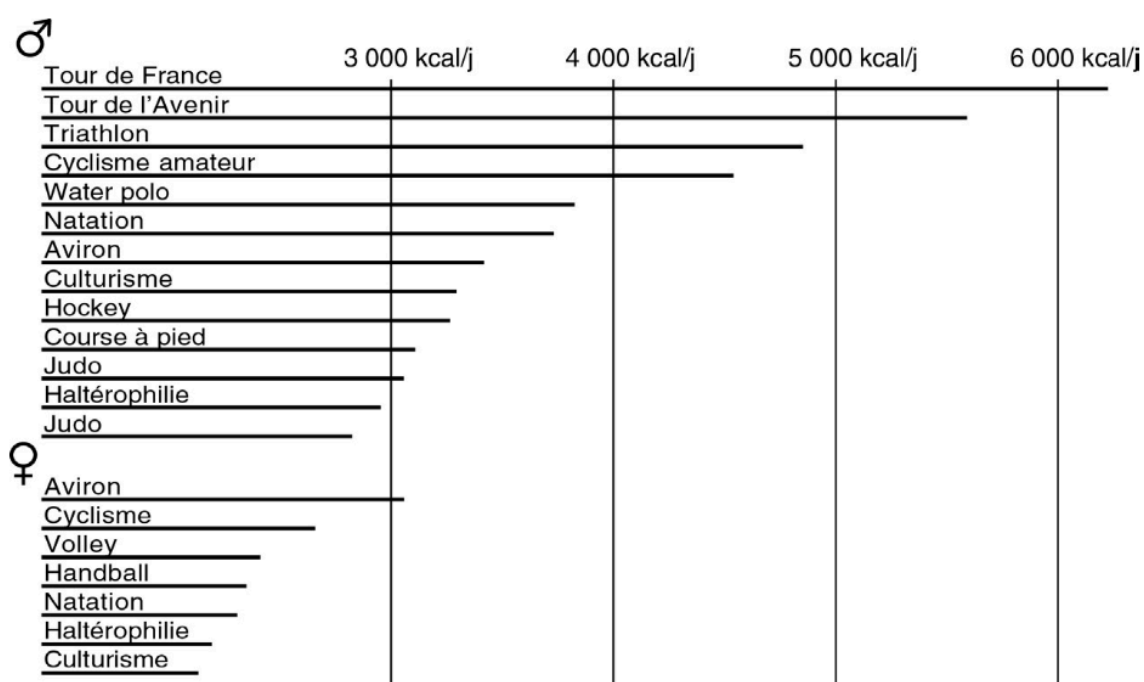 ♂
3 000 kcal/j 4 000 kcal/j 5 000 kcal/j 6 000 kcal/j
Tour de France
Tour de l'Avenir
Triathlon
Cyclisme amateur
Water polo
Natation
Aviron
Culturisme
Hockey
Course à pied
Judo
Haltérophilie
Judo
♀
Aviron
Cyclisme
Volley
Handball
Natation
Haltérophilie
Culturisme